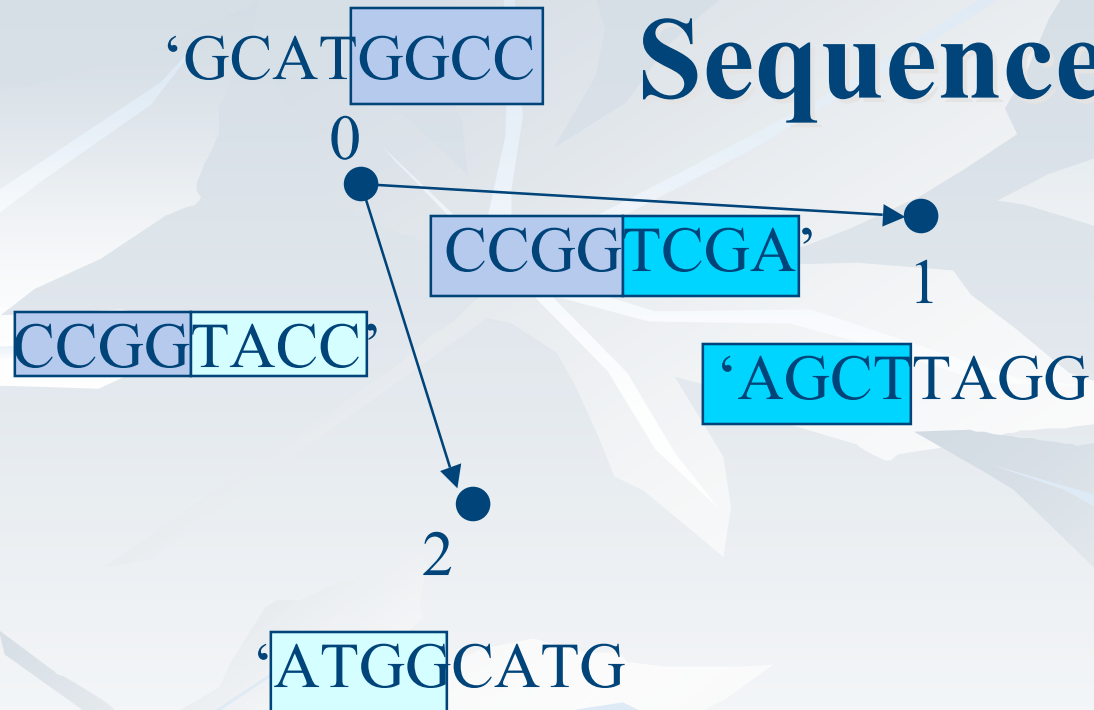 ‘GCATGGCC
Sequence
0
CCGGTCGA’
1
CCGGTACC’
‘AGCTTAGG
2
‘ATGGCATG